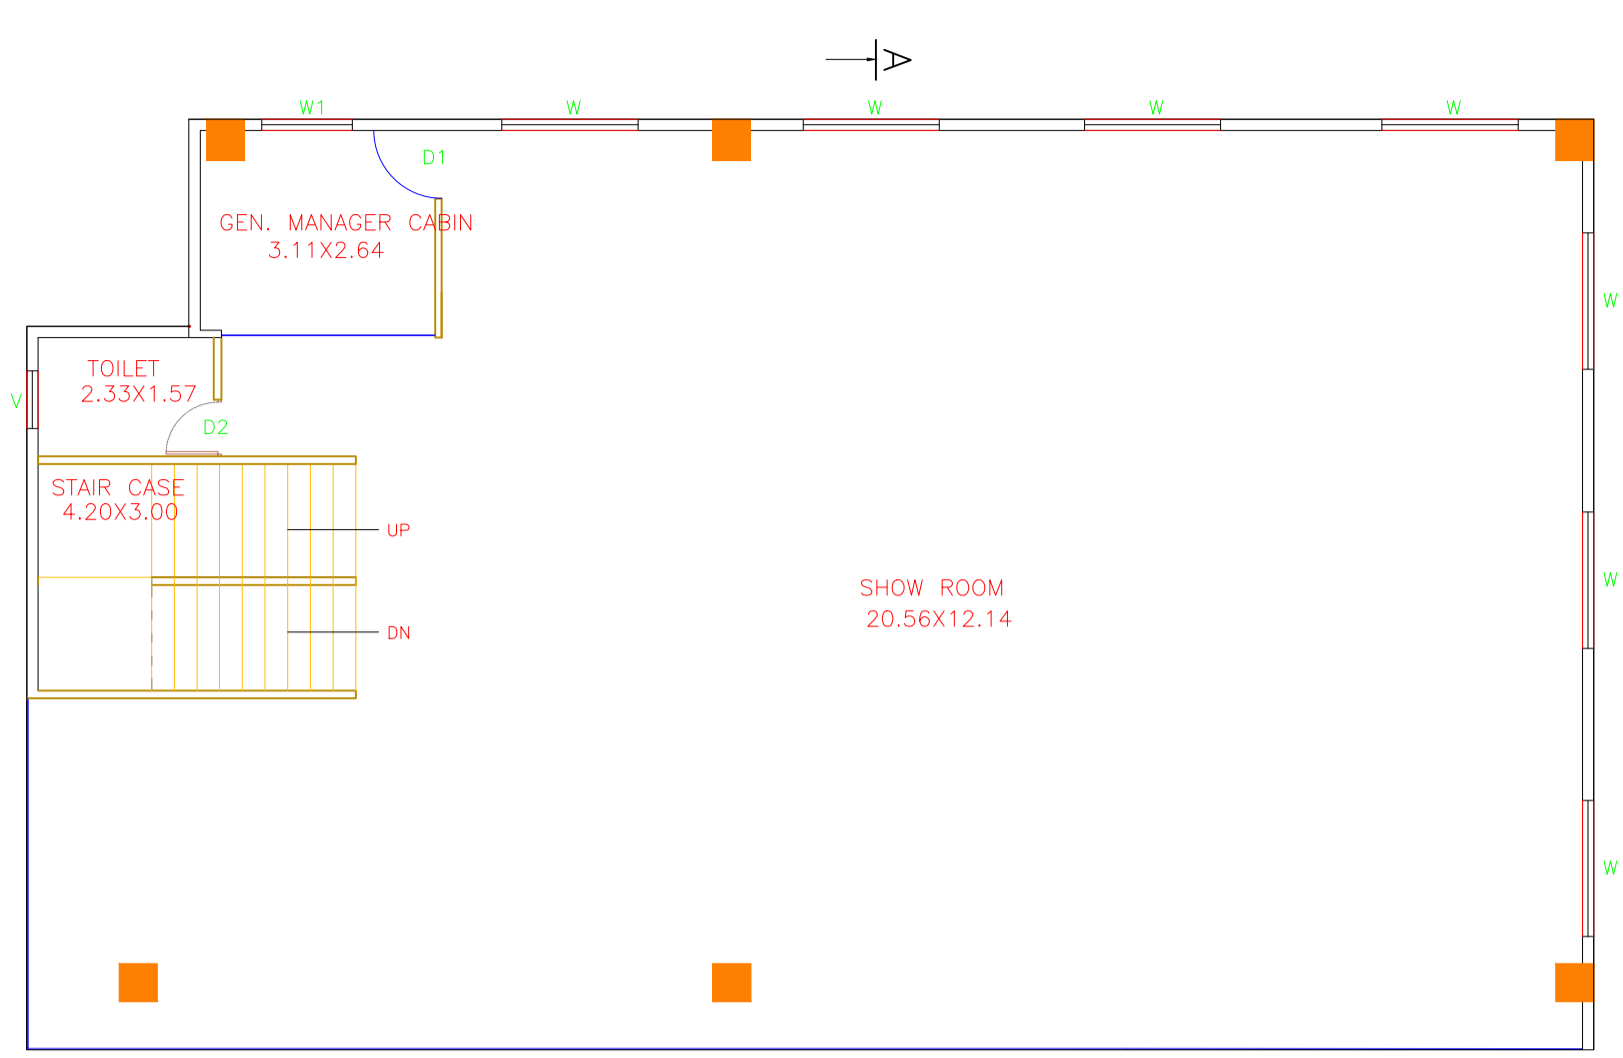 A
W1
W
W
W
W
D1
GEN. MANAGER CABIN
3.11X2.64
W
TOILET
2.33X1.57
V
D2
STAIR CASE
4.20X3.00
UP
W
SHOW ROOM
20.56X12.14
DN
W